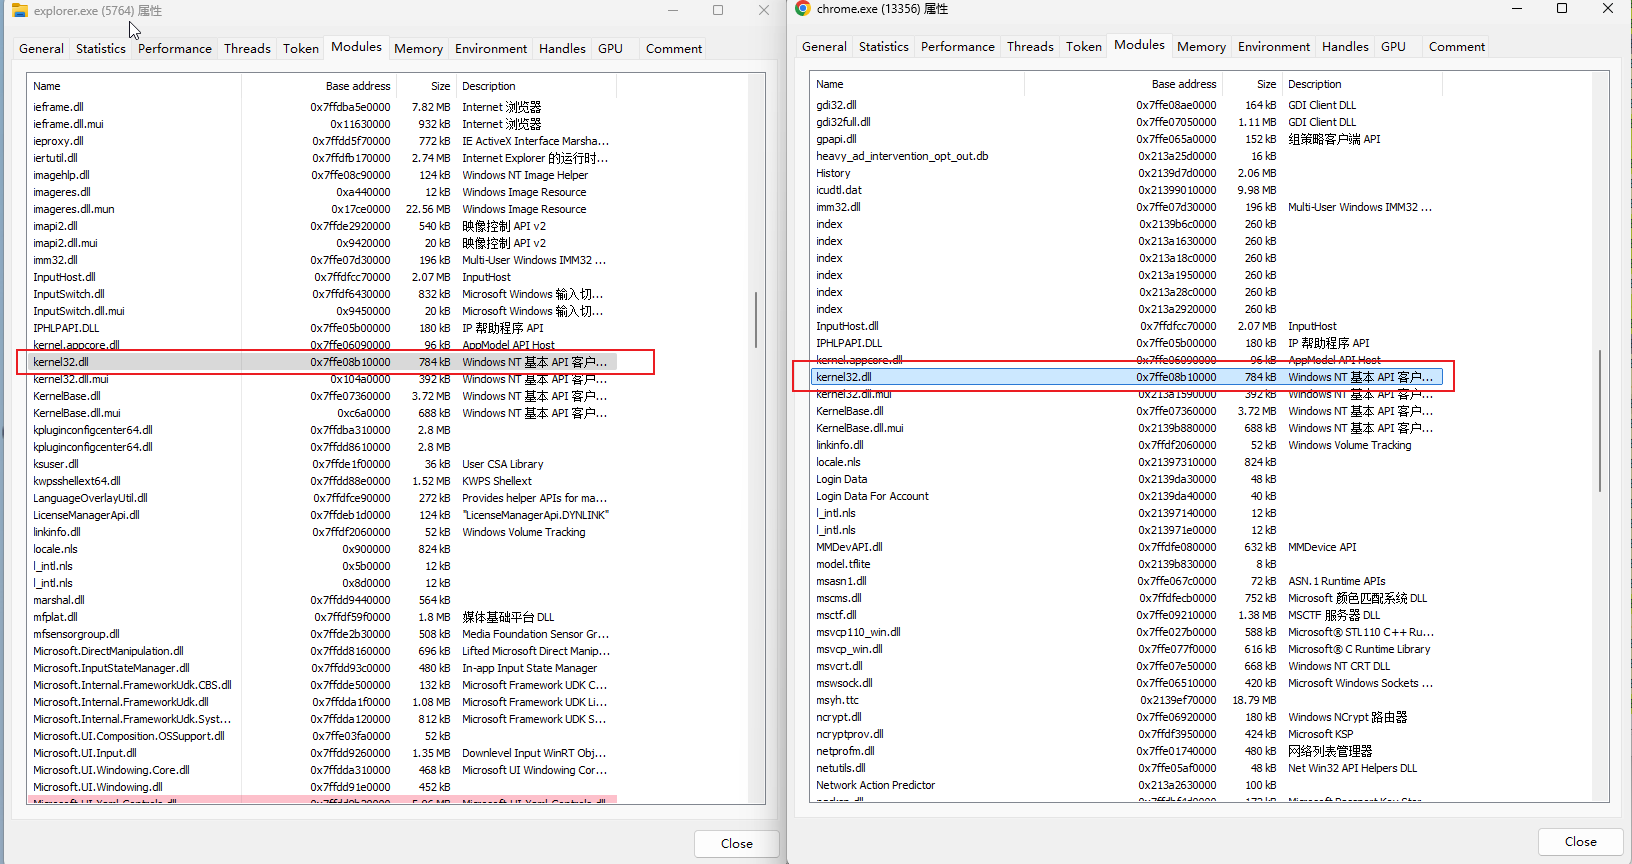 explorer.exe (5764) 属性
General Statistics Performance Threads Token Modules Memory Environment Handles GPU Comment
Name Base address Size Description
ieframe.dll 0x7ffdba5e0000 7.82 MB Internet 浏览器
ieframe.dll.mui 0x11630000 932 kB Internet 浏览器
ieproxy.dll 0x7ffdd5f70000 772 kB IE ActiveX Interface Marsha...
iertutil.dll 0x7ffdfb170000 2.74 MB Internet Explorer 的运行时...
imagehlp.dll 0x7ffe08c90000 124 kB Windows NT Image Helper
imageres.dll 0xa440000 12 kB Windows Image Resource
imageres.dll.mun 0x17ce0000 22.56 MB Windows Image Resource
imapi2.dll 0x7ffde2920000 540 kB 映像控制 API v2
imapi2.dll.mui 0x9420000 20 kB 映像控制 API v2
imm32.dll 0x7ffe07d30000 196 kB Multi-User Windows IMM32 ...
InputHost.dll 0x7ffdfcc70000 2.07 MB InputHost
InputSwitch.dll 0x7ffdf6430000 832 kB Microsoft Windows 输入切...
InputSwitch.dll.mui 0x9450000 20 kB Microsoft Windows 输入切...
IPHLPAPI.DLL 0x7ffe05b00000 180 kB IP 帮助程序 API
kernel.appcore.dll 0x7ffe06090000 96 kB AppModel API Host
kernel32.dll 0x7ffe08b10000 784 kB Windows NT 基本 API 客户...
kernel32.dll.mui 0x104a0000 392 kB Windows NT 基本 API 客户...
KernelBase.dll 0x7ffe07360000 3.72 MB Windows NT 基本 API 客户...
KernelBase.dll.mui 0xc6a0000 688 kB Windows NT 基本 API 客户...
kpluginconfigcenter64.dll 0x7ffdba310000 2.8 MB
kpluginconfigcenter64.dll 0x7ffdd8610000 2.8 MB
ksuser.dll 0x7ffde1f00000 36 kB User CSA Library
kwpsshellext64.dll 0x7ffdd88e0000 1.52 MB KWPS Shellext
LanguageOverlayUtil.dll 0x7ffdfce90000 272 kB Provides helper APIs for ma...
LicenseManagerApi.dll 0x7ffdeb1d0000 124 kB "LicenseManagerApi.DYNLINK"
linkinfo.dll 0x7ffdf2060000 52 kB Windows Volume Tracking
locale.nls 0x900000 824 kB
l_intl.nls 0x5b0000 12 kB
l_intl.nls 0x8d0000 12 kB
marshal.dll 0x7ffdd9440000 564 kB
mfplat.dll 0x7ffdf59f0000 1.8 MB 媒体基础平台 DLL
mfsensorgroup.dll 0x7ffde2b30000 508 kB Media Foundation Sensor Gr...
Microsoft.DirectManipulation.dll 0x7ffdd8160000 696 kB Lifted Microsoft Direct Manip...
Microsoft.InputStateManager.dll 0x7ffdd93c0000 480 kB In-app Input State Manager
Microsoft.Internal.FrameworkUdk.CBS.dll 0x7ffdde500000 132 kB Microsoft Framework UDK C...
Microsoft.Internal.FrameworkUdk.dll 0x7ffdda1f0000 1.08 MB Microsoft Framework UDK Li...
Microsoft.Internal.FrameworkUdk.Syst... 0x7ffdda120000 812 kB Microsoft Framework UDK S...
Microsoft.UI.Composition.OSSupport.dll 0x7ffe03fa0000 52 kB
Microsoft.UI.Input.dll 0x7ffdd9260000 1.35 MB Downlevel Input WinRT Obj...
Microsoft.UI.Windowing.Core.dll 0x7ffdda310000 468 kB Microsoft UI Windowing Cor...
Microsoft.UI.Windowing.dll 0x7ffdd91e0000 452 kB
Microsoft.UI.Xaml.Controls.dll 0x7ffdd9b20000 5.06 MB Microsoft.UI.Xaml.Controls.dll
Close
chrome.exe (13356) 属性
General Statistics Performance Threads Token Modules Memory Environment Handles GPU Comment
Name Base address Size Description
gdi32.dll 0x7ffe08ae0000 164 kB GDI Client DLL
gdi32full.dll 0x7ffe07050000 1.11 MB GDI Client DLL
gpapi.dll 0x7ffe065a0000 152 kB 组策略客户端 API
heavy_ad_intervention_opt_out.db 0x213a25d0000 16 kB
History 0x2139d7d0000 2.06 MB
icudtl.dat 0x21399010000 9.98 MB
imm32.dll 0x7ffe07d30000 196 kB Multi-User Windows IMM32 ...
index 0x2139b6c0000 260 kB
index 0x213a1630000 260 kB
index 0x213a18c0000 260 kB
index 0x213a1950000 260 kB
index 0x213a28c0000 260 kB
index 0x213a2920000 260 kB
InputHost.dll 0x7ffdfcc70000 2.07 MB InputHost
IPHLPAPI.DLL 0x7ffe05b00000 180 kB IP 帮助程序 API
kernel.appcore.dll 0x7ffe06090000 96 kB AppModel API Host
kernel32.dll 0x7ffe08b10000 784 kB Windows NT 基本 API 客户...
kernel32.dll.mui 0x213a1590000 392 kB Windows NT 基本 API 客户...
KernelBase.dll 0x7ffe07360000 3.72 MB Windows NT 基本 API 客户...
KernelBase.dll.mui 0x2139b880000 688 kB Windows NT 基本 API 客户...
linkinfo.dll 0x7ffdf2060000 52 kB Windows Volume Tracking
locale.nls 0x21397310000 824 kB
Login Data 0x2139da30000 48 kB
Login Data For Account 0x2139da40000 40 kB
l_intl.nls 0x21397140000 12 kB
l_intl.nls 0x213971e0000 12 kB
MMDevAPI.dll 0x7ffdfe080000 632 kB MMDevice API
model.tflite 0x2139b830000 8 kB
msasn1.dll 0x7ffe067c0000 72 kB ASN.1 Runtime APIs
mscms.dll 0x7ffdfecb0000 752 kB Microsoft 颜色匹配系统 DLL
msctf.dll 0x7ffe09210000 1.38 MB MSCTF 服务器 DLL
msvcp110_win.dll 0x7ffe027b0000 588 kB Microsoft® STL110 C++ Ru...
msvcp_win.dll 0x7ffe077f0000 616 kB Microsoft® C Runtime Library
msvcrt.dll 0x7ffe07e50000 668 kB Windows NT CRT DLL
mswsock.dll 0x7ffe06510000 420 kB Microsoft Windows Sockets ...
msyh.ttc 0x2139ef70000 18.79 MB
ncrypt.dll 0x7ffe06920000 180 kB Windows NCrypt 路由器
ncryptprov.dll 0x7ffdf3950000 424 kB Microsoft KSP
netprofm.dll 0x7ffe01740000 480 kB 网络列表管理器
netutils.dll 0x7ffe05af0000 48 kB Net Win32 API Helpers DLL
Network Action Predictor 0x213a2630000 100 kB
Close